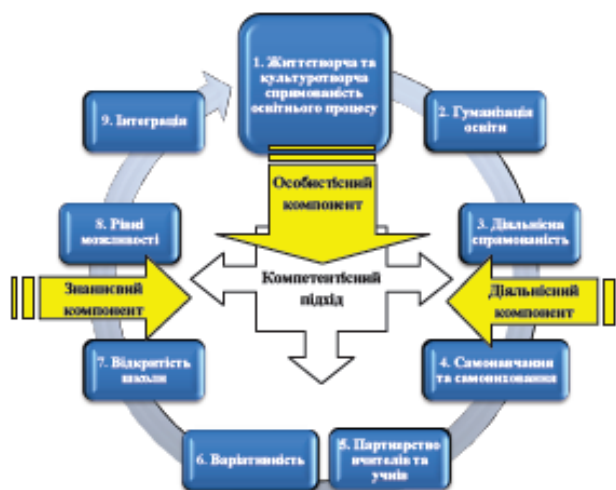 1. Життєтворча та
культуротворча
спрямованість
освітнього процесу
2. Гуманізація
освіти
3. Діяльнісна
спрямованість
4. Самонавчання
та самовиховання
5. Партнерство
вчителів та
учнів
6. Варіативність
7. Відкритість
школи
8. Рівні
можливості
9. Інтеграція
Особистісний
компонент
Знаннєвий
компонент
Компетентісний
підхід
Діяльнісний
компонент